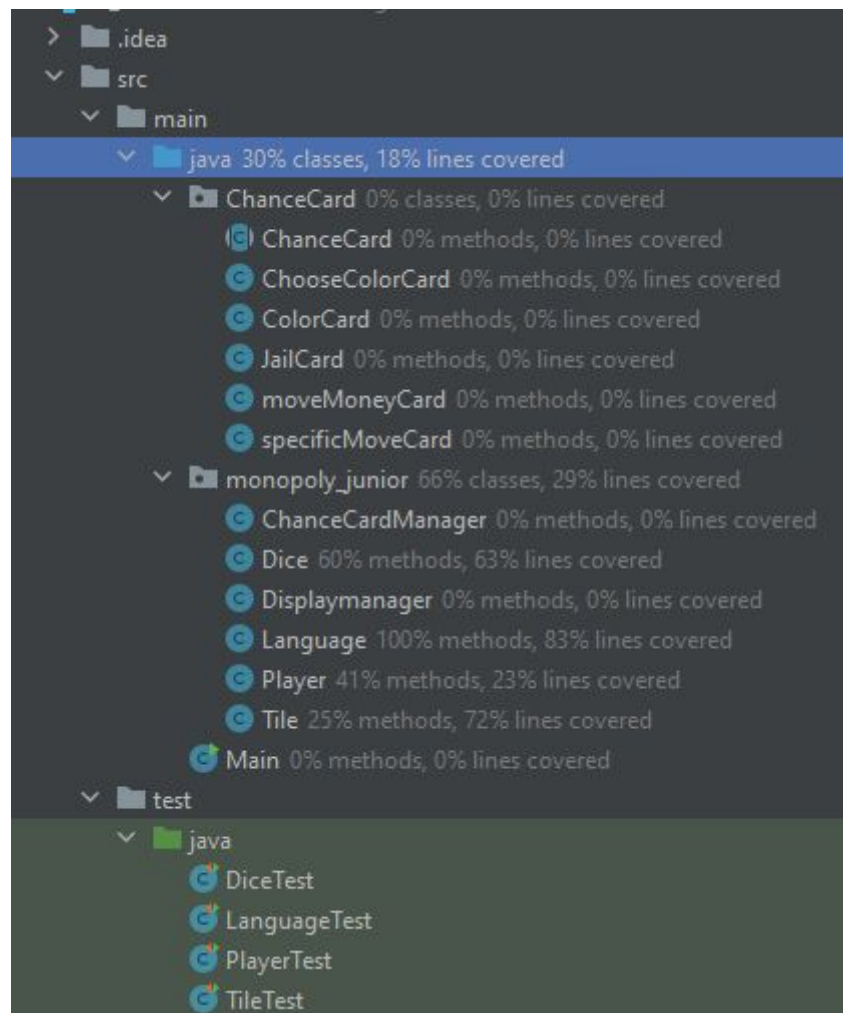 .idea
src
main
java 30% classes, 18% lines covered
ChanceCard 0% classes, 0% lines covered
ChanceCard 0% methods, 0% lines covered
ChooseColorCard 0% methods, 0% lines covered
ColorCard 0% methods, 0% lines covered
JailCard 0% methods, 0% lines covered
moveMoneyCard 0% methods, 0% lines covered
specificMoveCard 0% methods, 0% lines covered
monopoly_junior 66% classes, 29% lines covered
ChanceCardManager 0% methods, 0% lines covered
Dice 60% methods, 63% lines covered
Displaymanager 0% methods, 0% lines covered
Language 100% methods, 83% lines covered
Player 41% methods, 23% lines covered
Tile 25% methods, 72% lines covered
Main 0% methods, 0% lines covered
test
java
DiceTest
LanguageTest
PlayerTest
TileTest